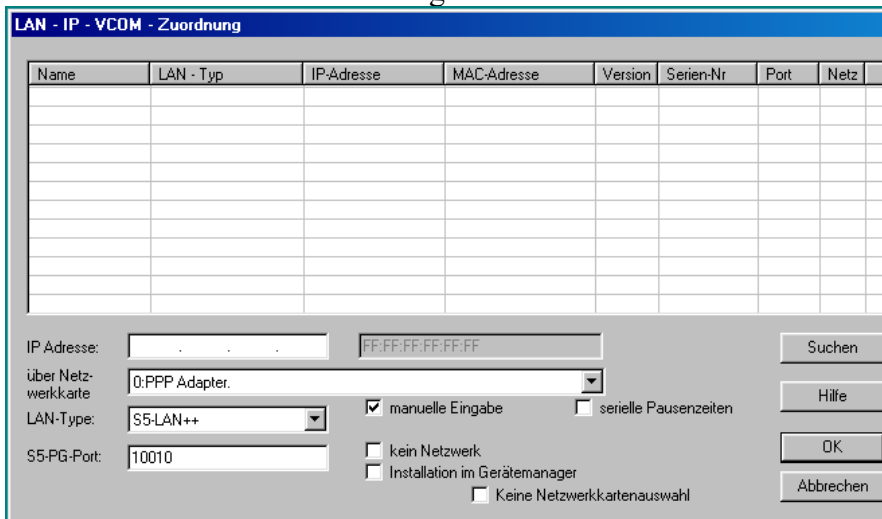 LAN - IP - VCOM - Zuordnung
Name LAN - Typ IP-Adresse MAC-Adresse Version Serien-Nr Port Netz
IP Adresse: . . . FF:FF:FF:FF:FF:FF Suchen
über Netz-
werkkarte 0:PPP Adapter. Hilfe
LAN-Type: S5-LAN++ manuelle Eingabe serielle Pausenzeiten
S5-PG-Port: 10010 kein Netzwerk OK
Installation im Gerätemanager
Keine Netzwerkkartenauswahl Abbrechen